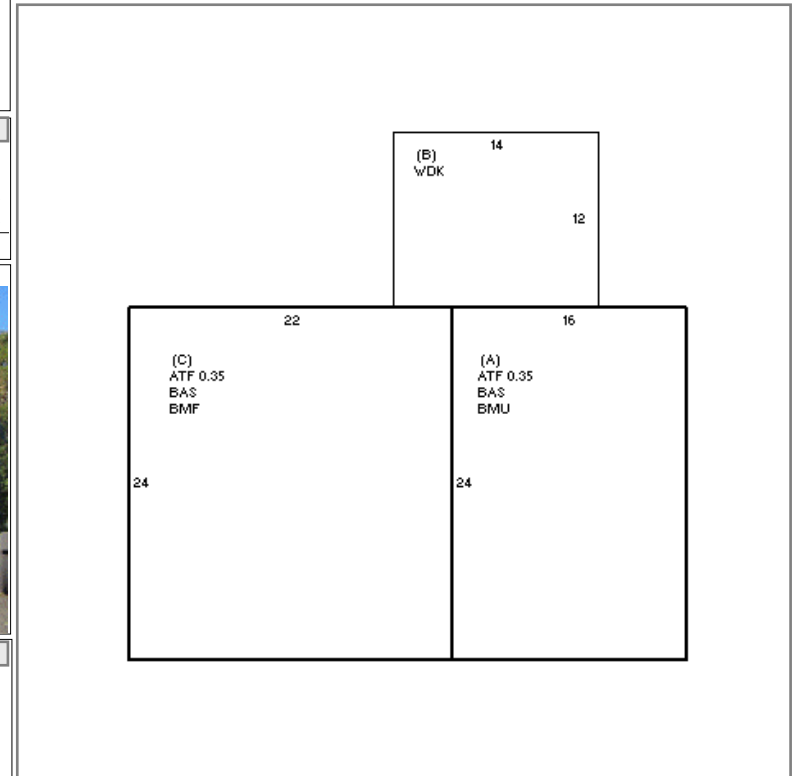 14
(B)
WDK
12
22
16
(C)
ATF 0.35
BAS
BMF
(A)
ATF 0.35
BAS
BMU
24
24